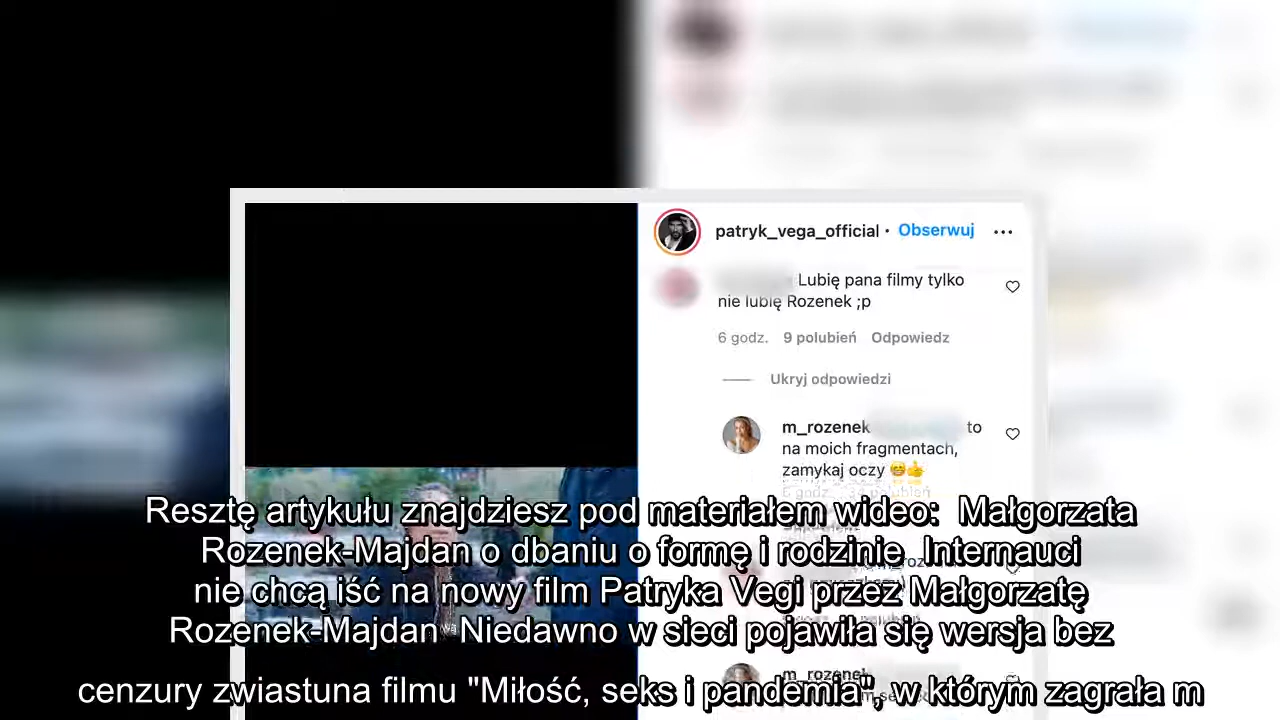 patryk_vega_official • Obserwuj ...
Lubię pana filmy tylko
nie lubię Rozenek ;p
6 godz. 9 polubień Odpowiedz
Ukryj odpowiedzi
m_rozenek to
na moich fragmentach,
zamykaj oczy 😁👍
6 godz.
Resztę artykułu znajdziesz pod materiałem wideo: Małgorzata
Rozenek-Majdan o dbaniu o formę i rodzinie Internauci
nie chcą iść na nowy film Patryka Vegi przez Małgorzatę
Rozenek-Majdan Niedawno w sieci pojawiła się wersja bez
m_rozenek
cenzury zwiastuna filmu "Miłość, seks i pandemia", w którym zagrała m